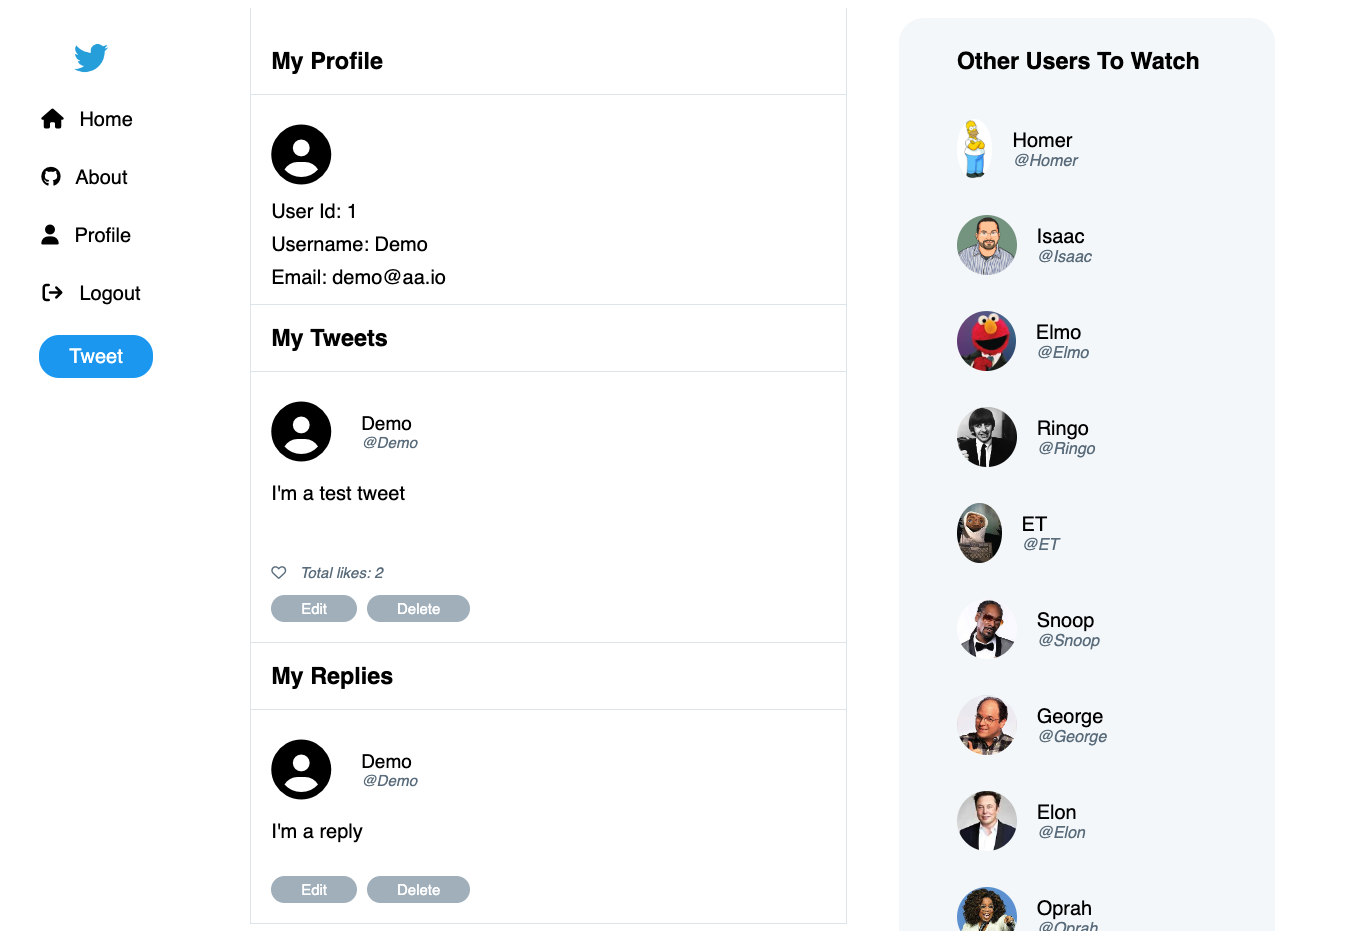 Home
About
Profile
Logout
Tweet
My Profile
User Id: 1
Username: Demo
Email: demo@aa.io
My Tweets
Demo
@Demo
I'm a test tweet
Total likes: 2
Edit
Delete
My Replies
Demo
@Demo
I'm a reply
Edit
Delete
Other Users To Watch
Homer
@Homer
Isaac
@Isaac
Elmo
@Elmo
Ringo
@Ringo
ET
@ET
Snoop
@Snoop
George
@George
Elon
@Elon
Oprah
@Oprah